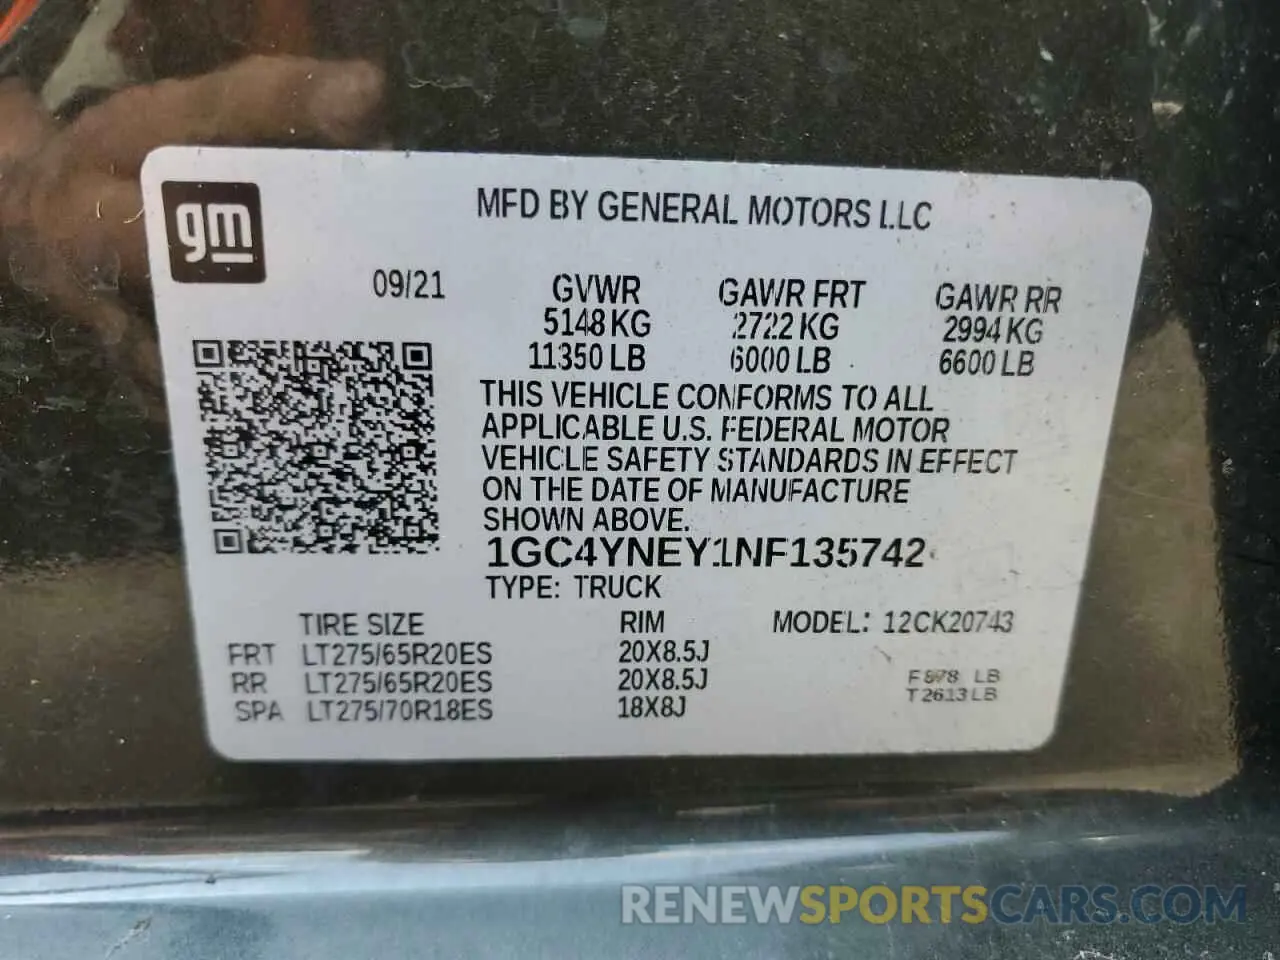 gm
MFD BY GENERAL MOTORS LLC
09/21
GVWR GAWR FRT GAWR RR
5148 KG 2722 KG 2994 KG
11350 LB 6000 LB 6600 LB
THIS VEHICLE CONFORMS TO ALL
APPLICABLE U.S. FEDERAL MOTOR
VEHICLE SAFETY STANDARDS IN EFFECT
ON THE DATE OF MANUFACTURE
SHOWN ABOVE.
1GC4YNEY1NF135742
TYPE: TRUCK
TIRE SIZE RIM MODEL: 12CK20743
FRT LT275/65R20ES 20X8.5J
RR LT275/65R20ES 20X8.5J
SPA LT275/70R18ES 18X8J
F LB
T 2613 LB
RENEWSPORTSCARS.COM